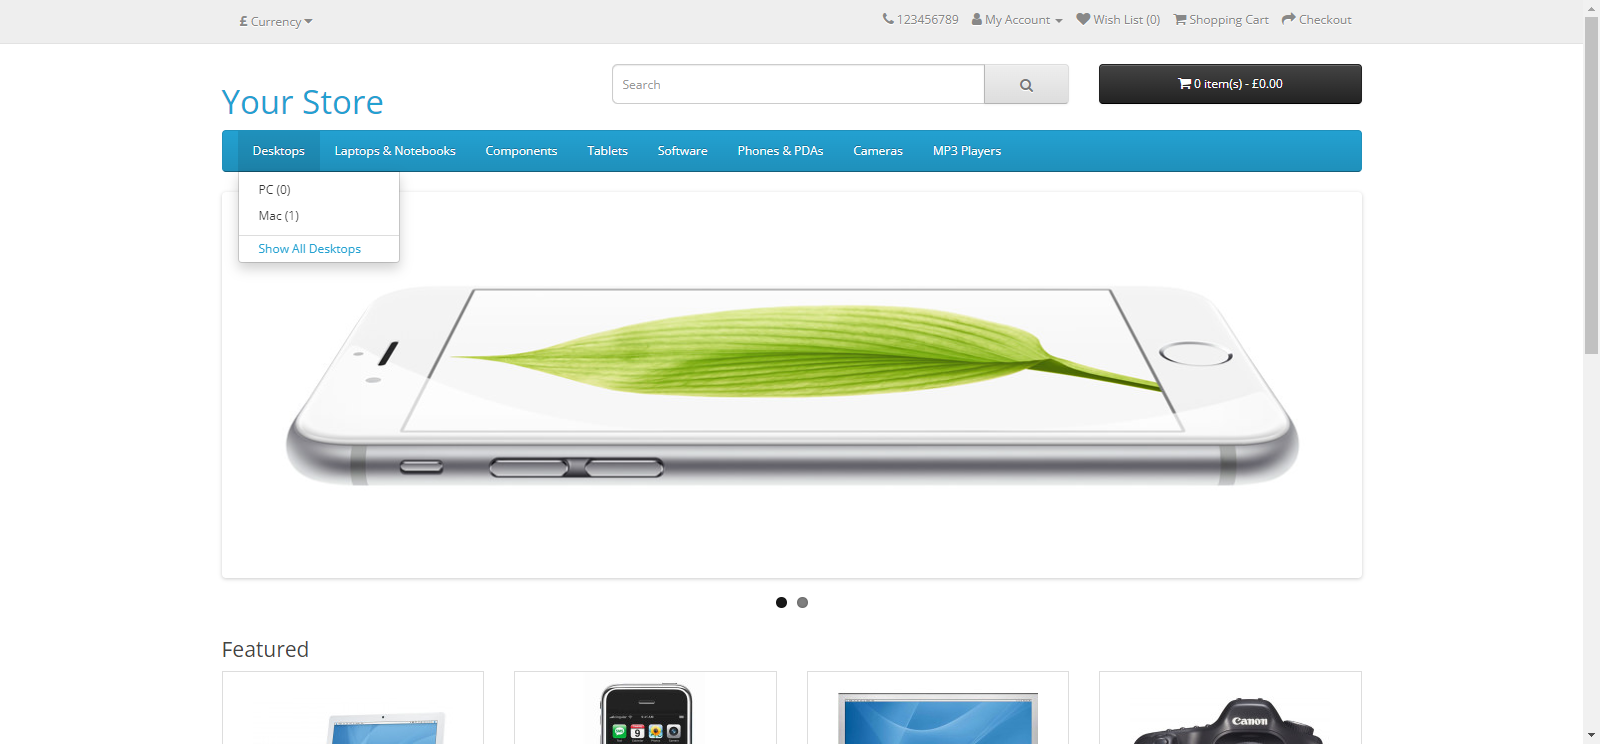 £ Currency
123456789 My Account Wish List (0) Shopping Cart Checkout
Your Store
Search
0 item(s) - £0.00
Desktops Laptops & Notebooks Components Tablets Software Phones & PDAs Cameras MP3 Players
PC (0)
Mac (1)
Show All Desktops
Featured
Canon